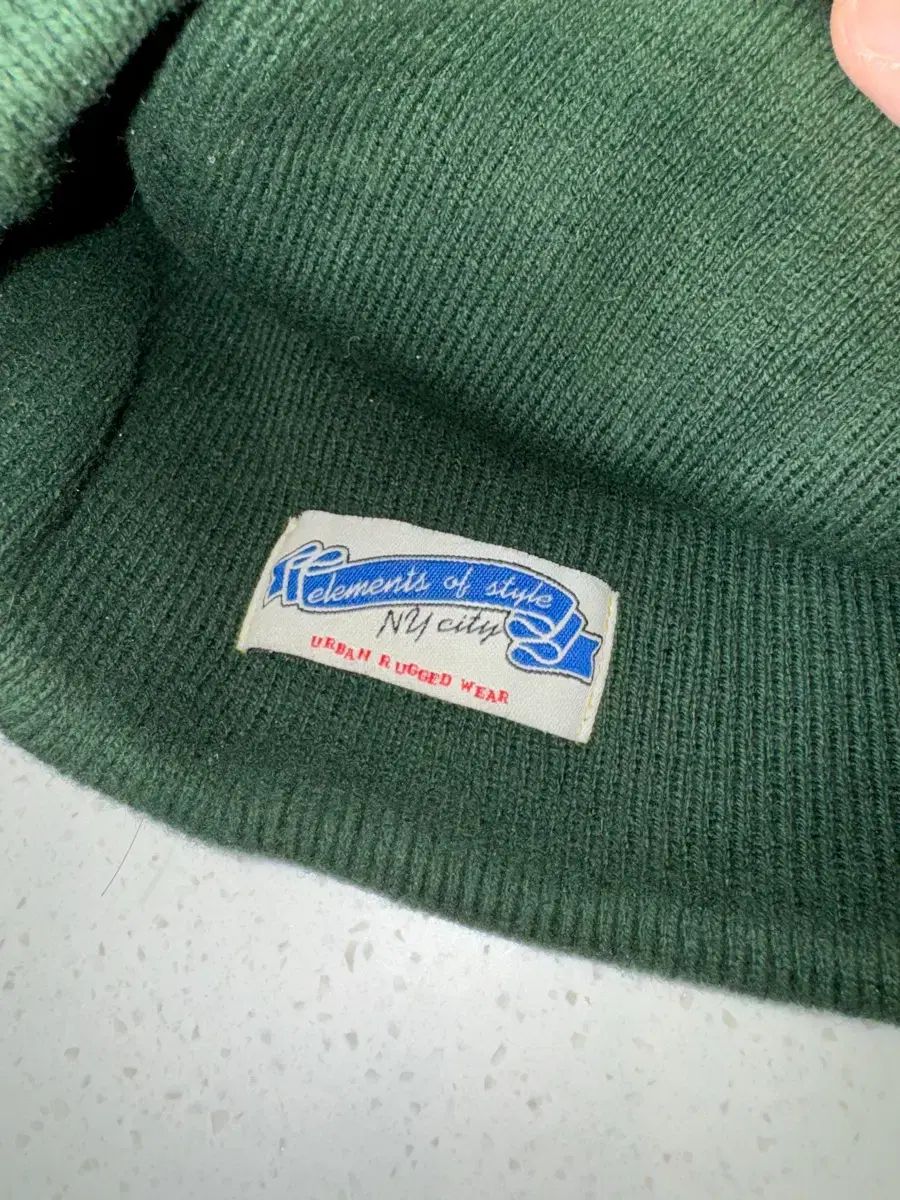 elements of style
NY city
URBAN RUGGED WEAR